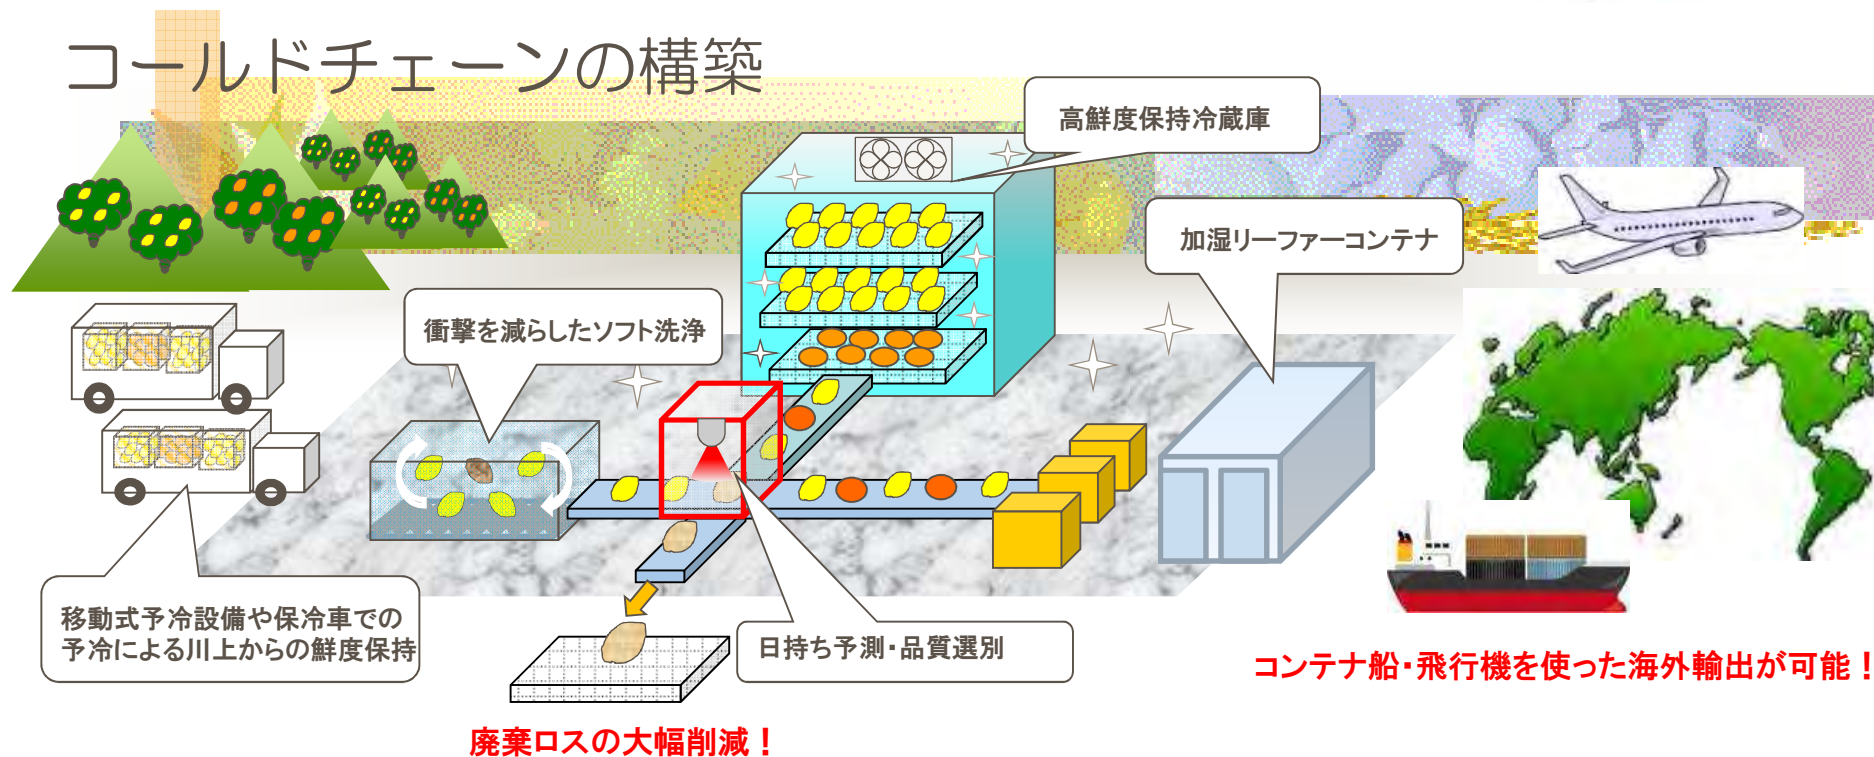 コールドチェーンの構築
高鮮度保持冷蔵庫
加湿リーファーコンテナ
衝撃を減らしたソフト洗浄
移動式予冷設備や保冷車での
予冷による川上からの鮮度保持
日持ち予測・品質選別
コンテナ船・飛行機を使った海外輸出が可能！
廃棄ロスの大幅削減！